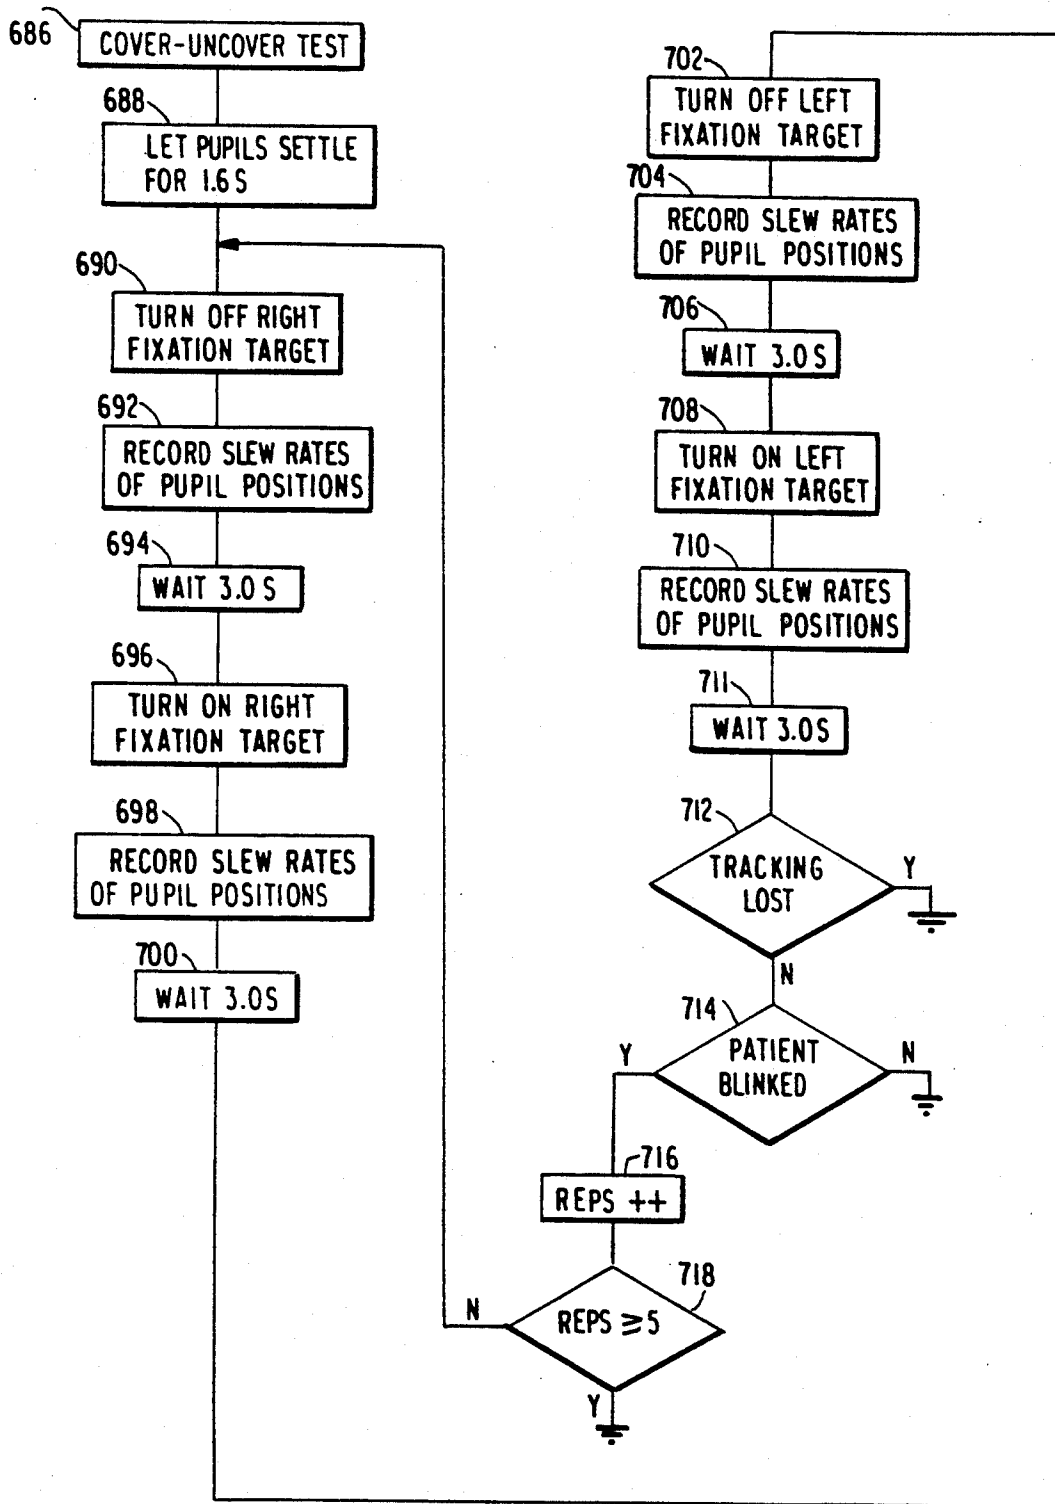 686
COVER-UNCOVER TEST
688
LET PUPILS SETTLE
FOR 1.6 S
690
TURN OFF RIGHT
FIXATION TARGET
692
RECORD SLEW RATES
OF PUPIL POSITIONS
694
WAIT 3.0 S
696
TURN ON RIGHT
FIXATION TARGET
698
RECORD SLEW RATES
OF PUPIL POSITIONS
700
WAIT 3.0S
702
TURN OFF LEFT
FIXATION TARGET
704
RECORD SLEW RATES
OF PUPIL POSITIONS
706
WAIT 3.0 S
708
TURN ON LEFT
FIXATION TARGET
710
RECORD SLEW RATES
OF PUPIL POSITIONS
711
WAIT 3.0S
712
TRACKING
LOST
Y
N
714
PATIENT
BLINKED
Y
N
716
REPS ++
718
REPS ≥ 5
N
Y